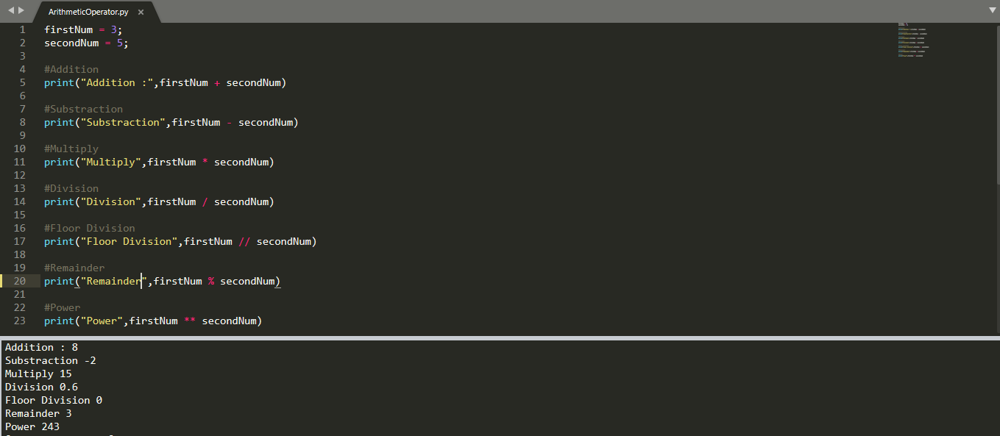 ArithmeticOperator.py ×
1 firstNum = 3;
2 secondNum = 5;
3
4 #Addition
5 print("Addition :",firstNum + secondNum)
6
7 #Substraction
8 print("Substraction",firstNum - secondNum)
9
10 #Multiply
11 print("Multiply",firstNum * secondNum)
12
13 #Division
14 print("Division",firstNum / secondNum)
15
16 #Floor Division
17 print("Floor Division",firstNum // secondNum)
18
19 #Remainder
20 print("Remainder",firstNum % secondNum)
21
22 #Power
23 print("Power",firstNum ** secondNum)
Addition : 8
Substraction -2
Multiply 15
Division 0.6
Floor Division 0
Remainder 3
Power 243